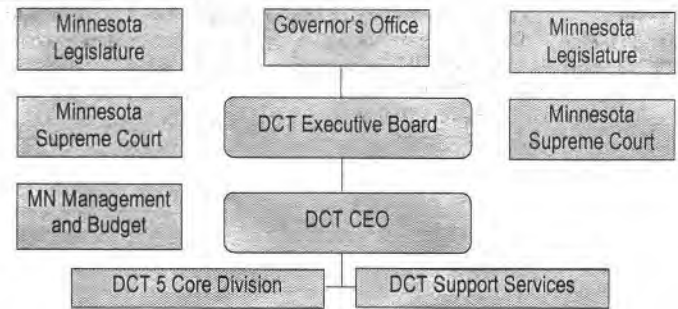 Minnesota
Legislature
Governor's Office
Minnesota
Legislature
Minnesota
Supreme Court
DCT Executive Board
Minnesota
Supreme Court
MN Management
and Budget
DCT CEO
DCT 5 Core Division
DCT Support Services